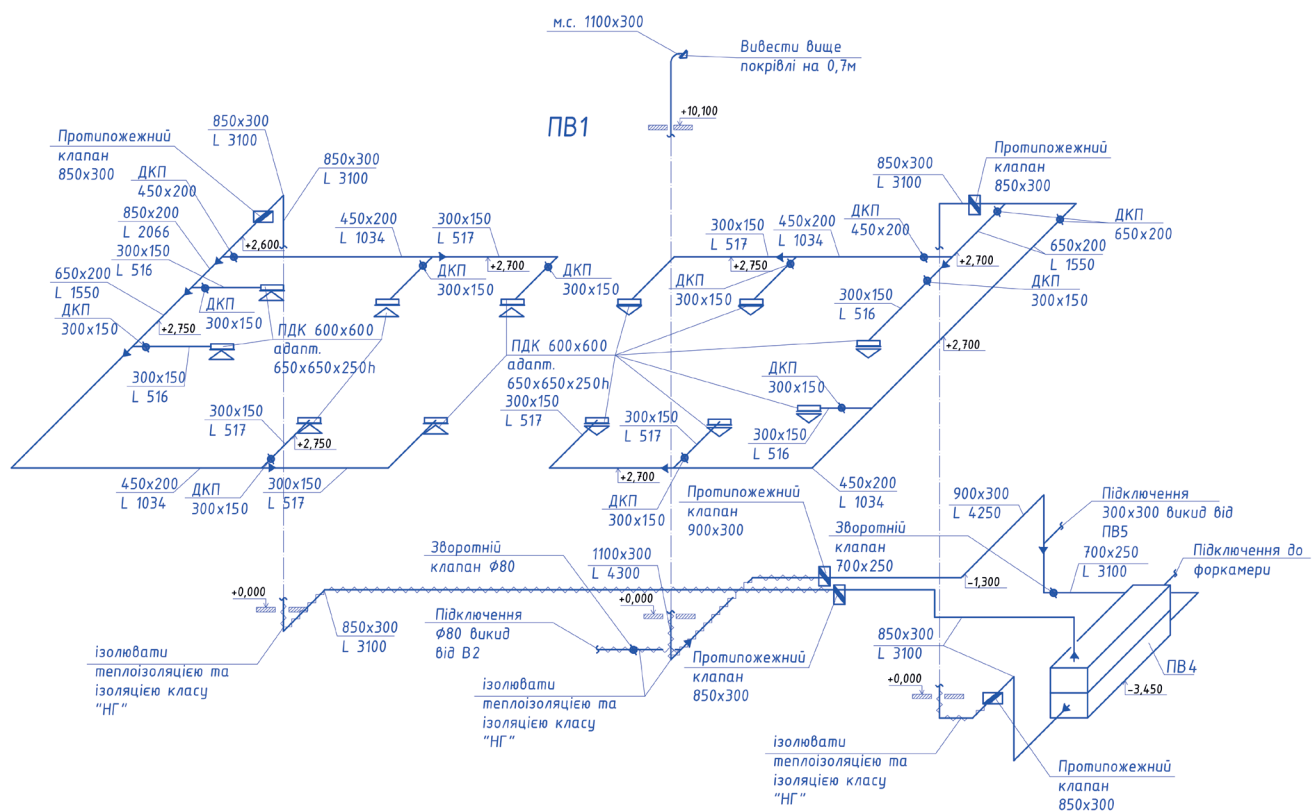 м.с. 1100х300
Вивести вище
покрівлі на 0,7м
+10,100
ПВ1
850х300
L 3100
Протипожежний
клапан
850х300
850х300
L 3100
ДКП
450х200
850х200
L 2066
300х150
L 516
650х200
L 1550
ДКП
300х150
+2,600
450х200
L 1034
300х150
L 517
+2,700
ДКП
300х150
ДКП
300х150
ДКП
300х150
+2,750
ПДК 600х600
адапт.
650х650х250h
300х150
L 516
300х150
L 517
+2,750
450х200
L 1034
ДКП
300х150
300х150
L 517
300х150
L 517
450х200
L 1034
+2,750
ДКП
450х200
850х300
L 3100
Протипожежний
клапан
850х300
ДКП
650х200
650х200
L 1550
+2,700
ДКП
300х150
ДКП
300х150
300х150
L 516
+2,700
ПДК 600х600
адапт.
650х650х250h
ДКП
300х150
300х150
L 517
300х150
L 517
300х150
L 516
+2,700
ДКП
300х150
450х200
L 1034
Протипожежний
клапан
900х300
900х300
L 4250
Підключення
300х300 викид від
ПВ5
Зворотній
клапан
700х250
700х250
L 3100
Підключення до
форкамери
-1,300
Зворотній
клапан Ф80
1100х300
L 4300
+0,000
+0,000
850х300
L 3100
Підключення
Ф80 викид
від В2
850х300
L 3100
ПВ4
-3,450
Протипожежний
клапан
850х300
+0,000
ізолювати
теплоізоляцією та
ізоляцією класу
"НГ"
ізолювати
теплоізоляцією та
ізоляцією класу
"НГ"
ізолювати
теплоізоляцією та
ізоляцією класу
"НГ"
Протипожежний
клапан
850х300